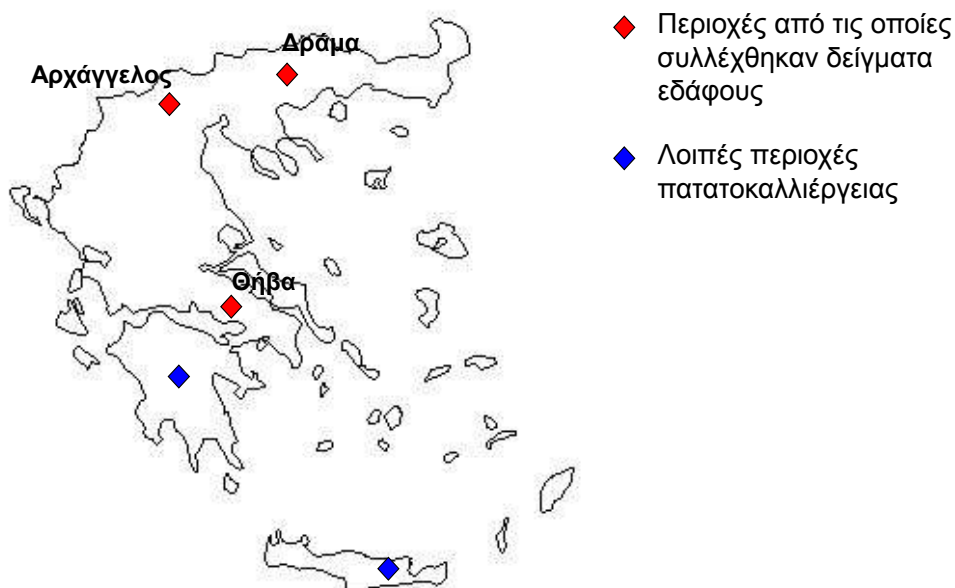 Δράμα
Αρχάγγελος
Θήβα
Περιοχές από τις οποίες
συλλέχθηκαν δείγματα
εδάφους
Λοιπές περιοχές
πατατοκαλλιέργειας